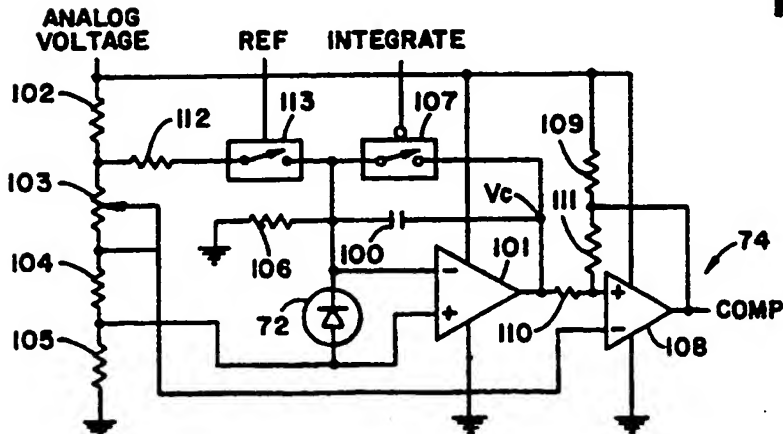 ANALOG
VOLTAGE
REF
INTEGRATE
102
112
113
107
109
103
Vc
111
74
106
100
101
104
72
COMP
105
110
108